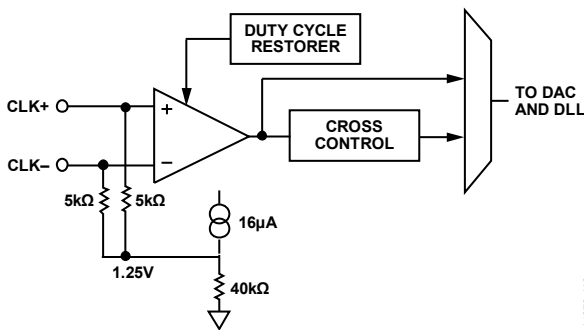 DUTY CYCLE
RESTORER
CLK+
CLK–
+
–
CROSS
CONTROL
TO DAC
AND DLL
5kΩ
5kΩ
16µA
1.25V
40kΩ